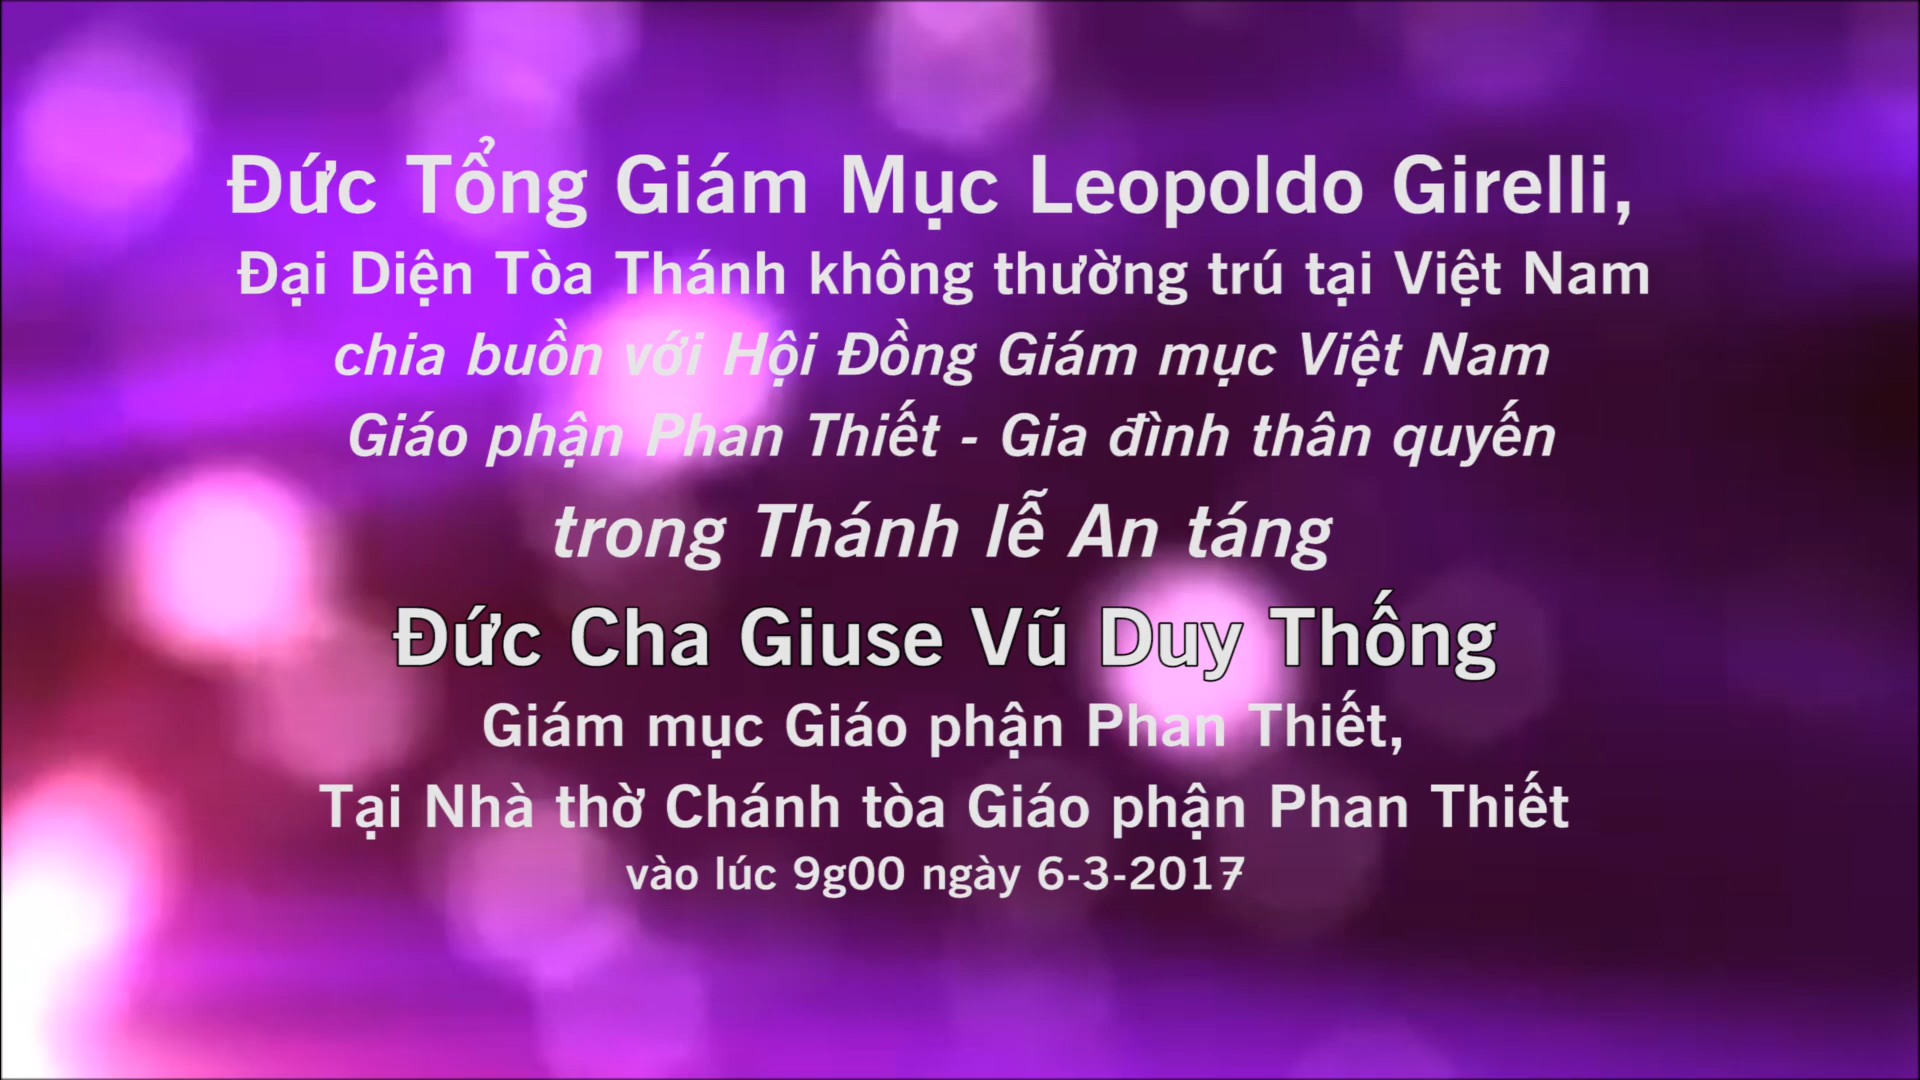 Đức Tổng Giám Mục Leopoldo Girelli,
Đại Diện Tòa Thánh không thường trú tại Việt Nam
chia buồn với Hội Đồng Giám mục Việt Nam
Giáo phận Phan Thiết - Gia đình thân quyến
trong Thánh lễ An táng
Đức Cha Giuse Vũ Duy Thống
Giám mục Giáo phận Phan Thiết,
Tại Nhà thờ Chánh tòa Giáo phận Phan Thiết
vào lúc 9g00 ngày 6-3-2017